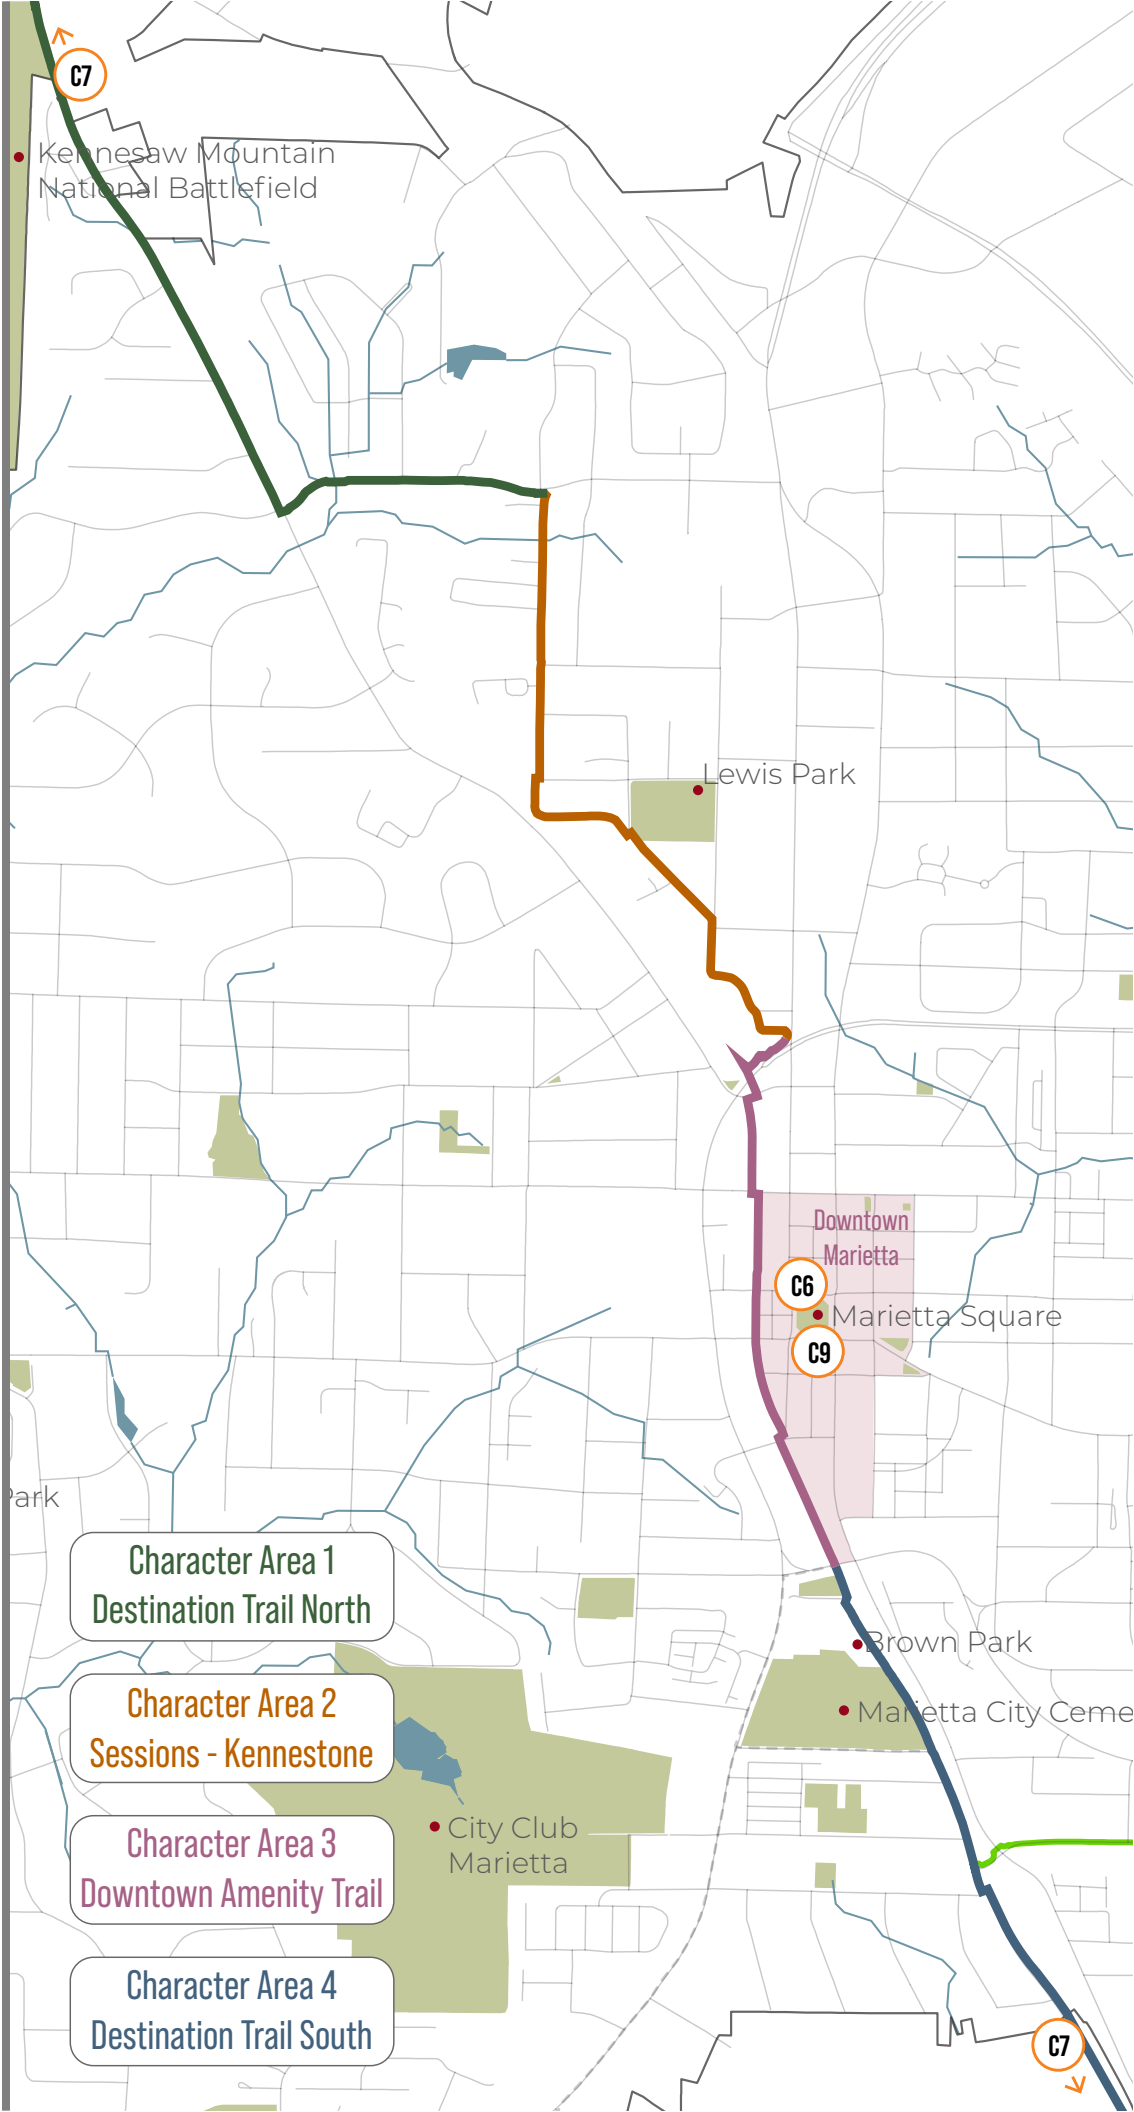 C7
Kennesaw Mountain
National Battlefield
Lewis Park
Downtown
Marietta
C6
Marietta Square
C9
Park
Character Area 1
Destination Trail North
Brown Park
Character Area 2
Sessions - Kennestone
Marietta City Ceme
Character Area 3
Downtown Amenity Trail
City Club
Marietta
Character Area 4
Destination Trail South
C7